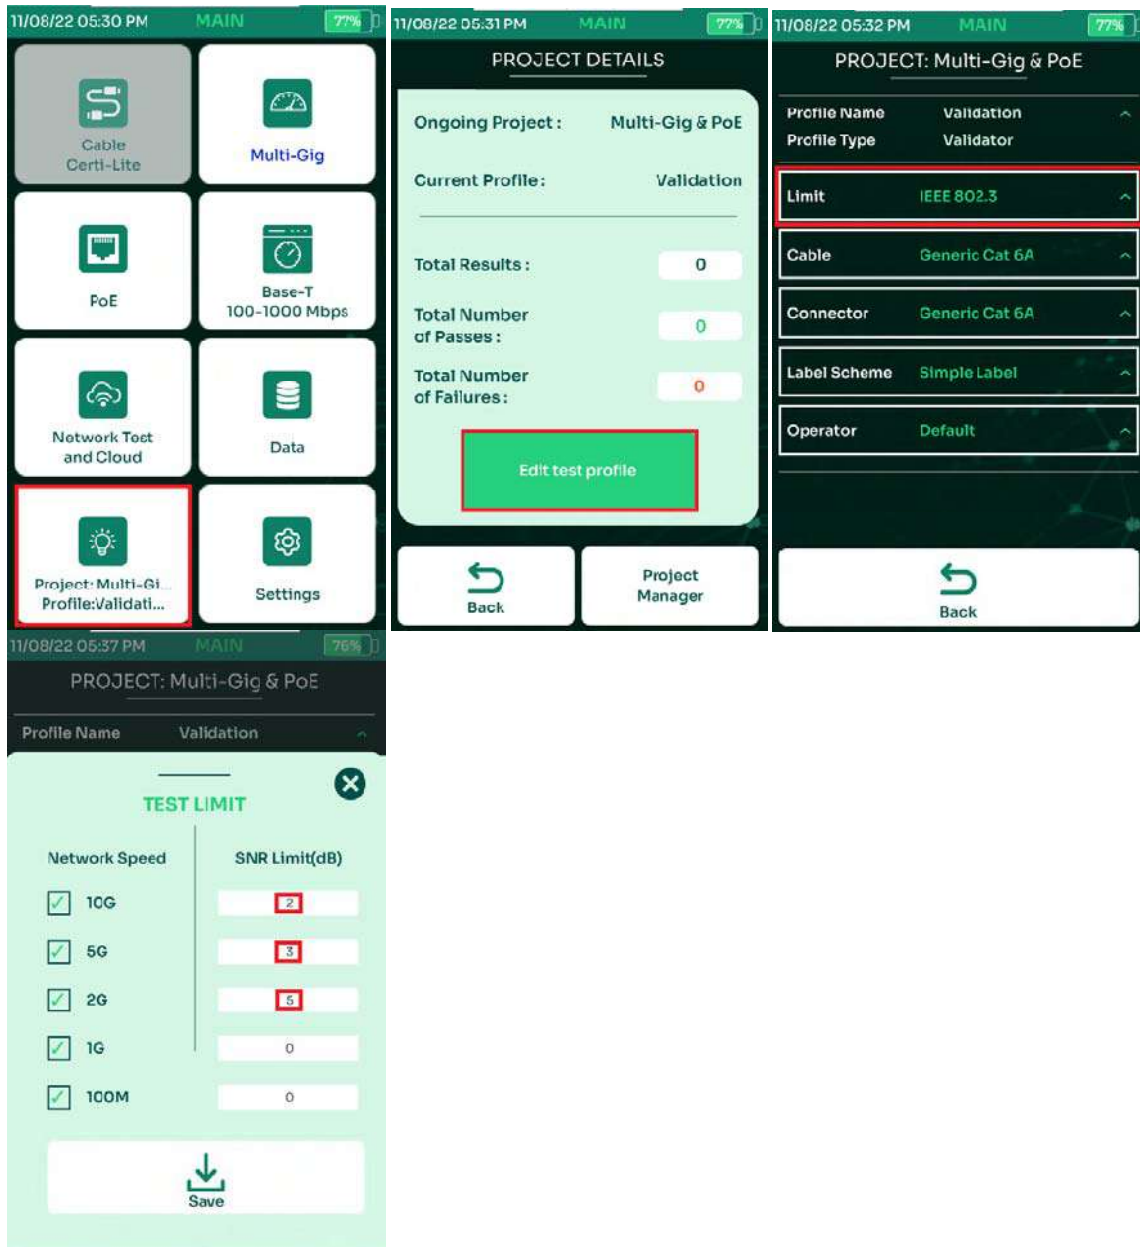 11/08/22 05:30 PM MAIN 77%
Cable
Certi-Lite
Multi-Gig
PoE
Base-T
100-1000 Mbps
Network Test
and Cloud
Data
Project: Multi-Gi...
Profile:Validati...
Settings
11/08/22 05:31 PM MAIN 77%
PROJECT DETAILS
Ongoing Project : Multi-Gig & PoE
Current Profile : Validation
Total Results : 0
Total Number
of Passes : 0
Total Number
of Failures : 0
Edit test profile
Back
Project
Manager
11/08/22 05:32 PM MAIN 77%
PROJECT: Multi-Gig & PoE
Profile Name Validation
Profile Type Validator
Limit IEEE 802.3
Cable Generic Cat 6A
Connector Generic Cat 6A
Label Scheme Simple Label
Operator Default
Back
11/08/22 05:37 PM MAIN 76%
PROJECT: Multi-Gig & PoE
Profile Name Validation
TEST LIMIT
Network Speed SNR Limit(dB)
10G 2
5G 3
2G 5
1G 0
100M 0
Save